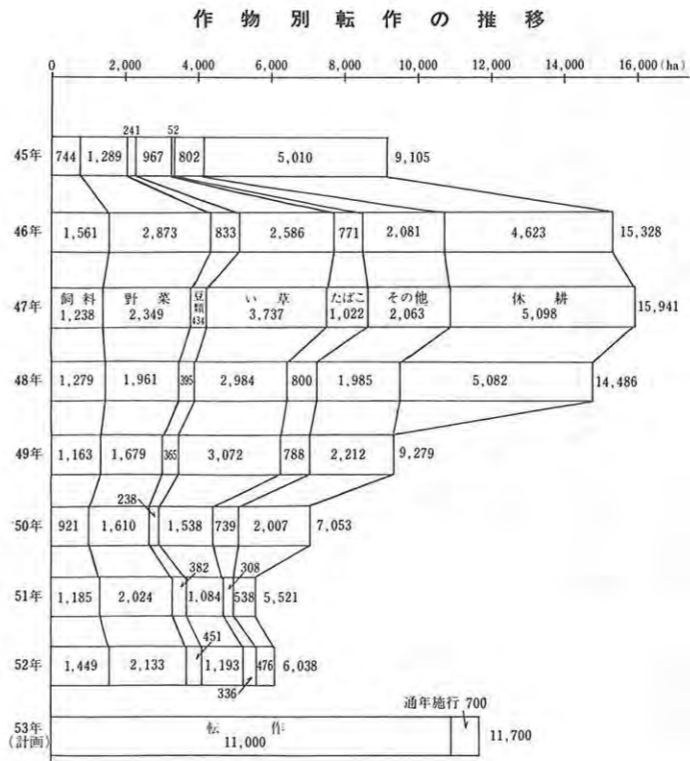 作物別転作の推移
0 2,000 4,000 6,000 8,000 10,000 12,000 14,000 16,000(ha)
241 52
45年 744 1,289 967 802 5,010 9,105
46年 1,561 2,873 833 2,586 771 2,081 4,623 15,328
47年 飼料 1,238 野菜 2,349 豆類 434 い草 3,737 たばこ 1,022 その他 2,063 休耕 5,098 15,941
48年 1,279 1,961 395 2,984 800 1,985 5,082 14,486
49年 1,163 1,679 365 3,072 788 2,212 9,279
238
50年 921 1,610 1,538 739 2,007 7,053
382 308
51年 1,185 2,024 1,084 538 5,521
451
52年 1,449 2,133 1,193 476 6,038
336
通年施行 700
53年 転作
(計画) 11,000 11,700